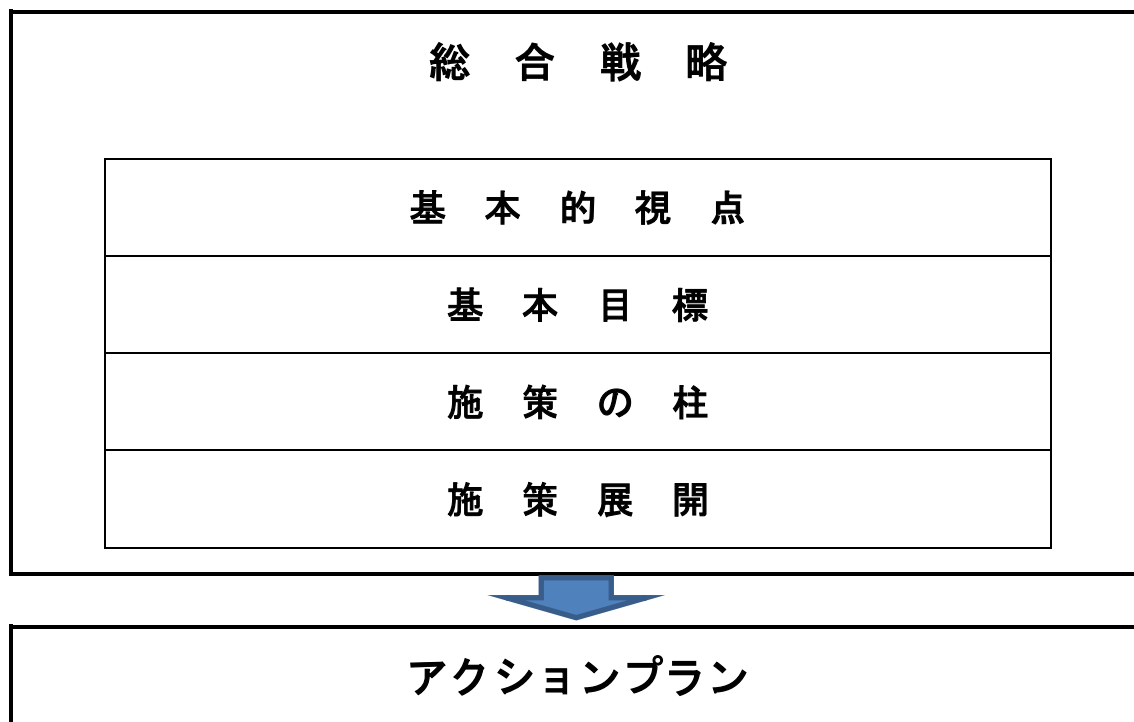 総　合　戦　略
基　本　的　視　点
基　本　目　標
施　策　の　柱
施　策　展　開
アクションプラン